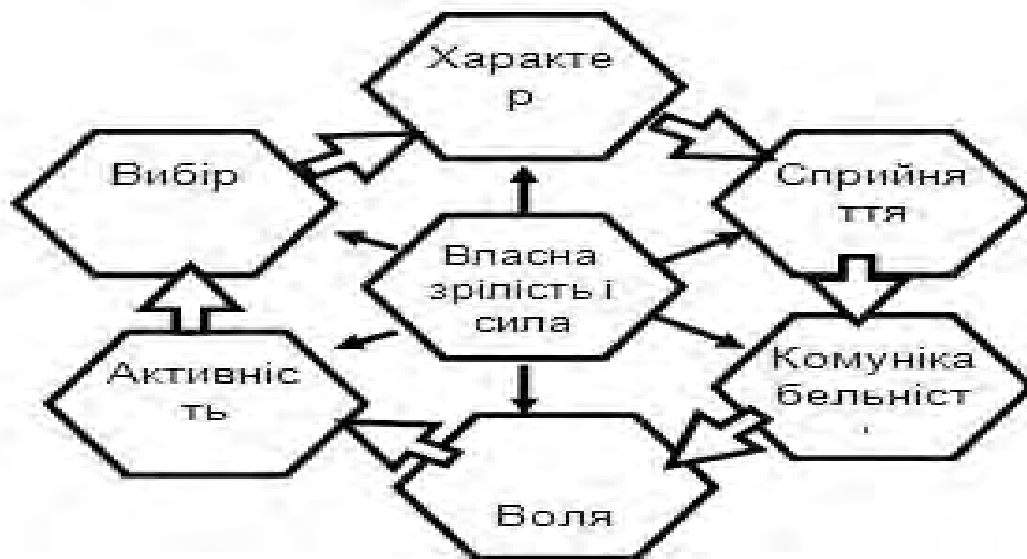 Характе
р
Вибір
Сприйня
ття
Власна
зрілість і
сила
Активніс
ть
Комуніка
бельніст
Воля